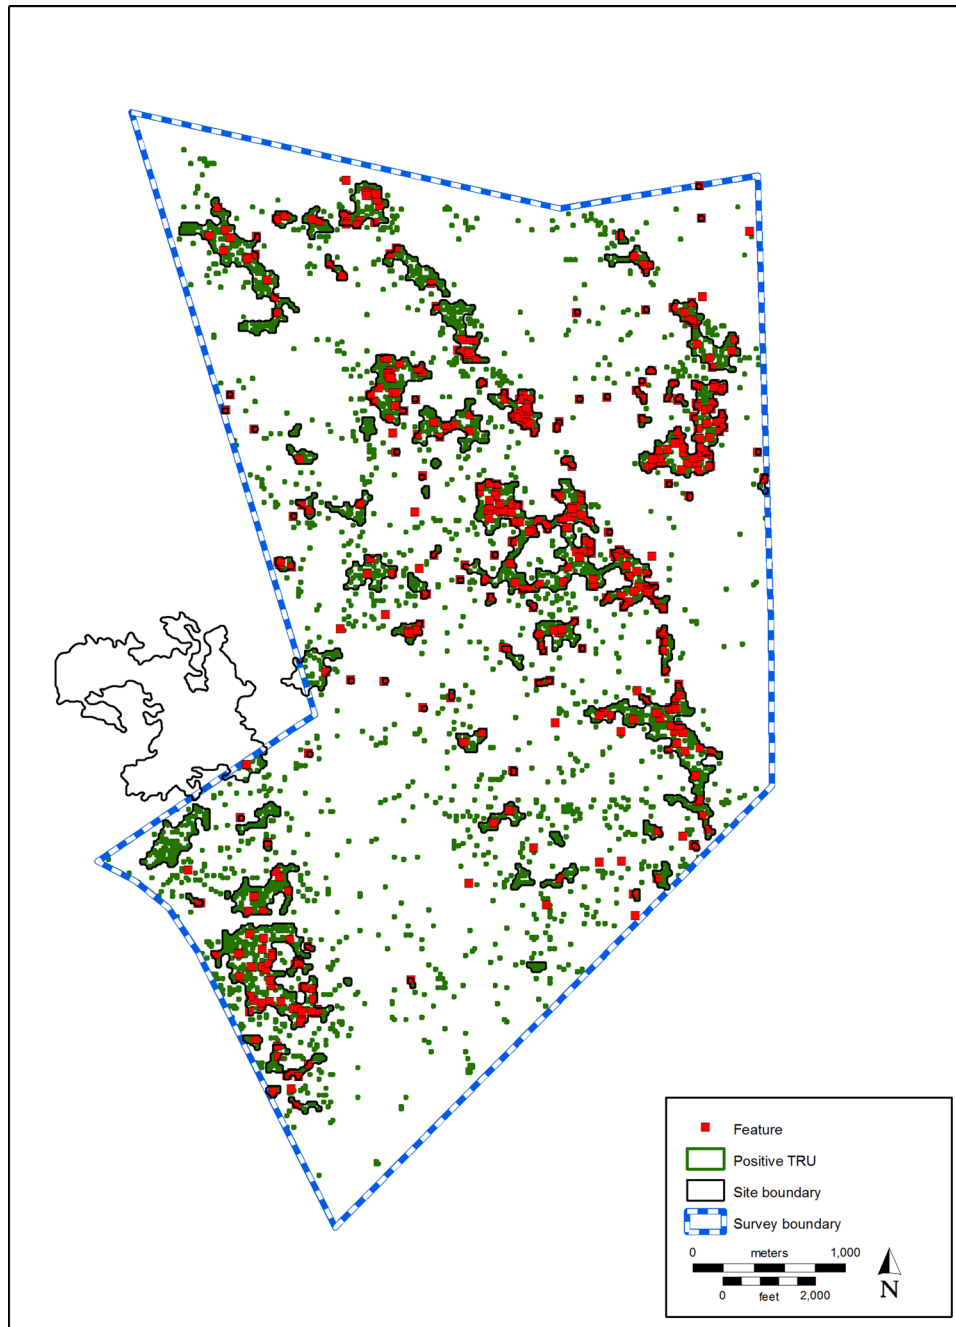 Feature
Positive TRU
Site boundary
Survey boundary
0 meters 1,000
0 feet 2,000
N